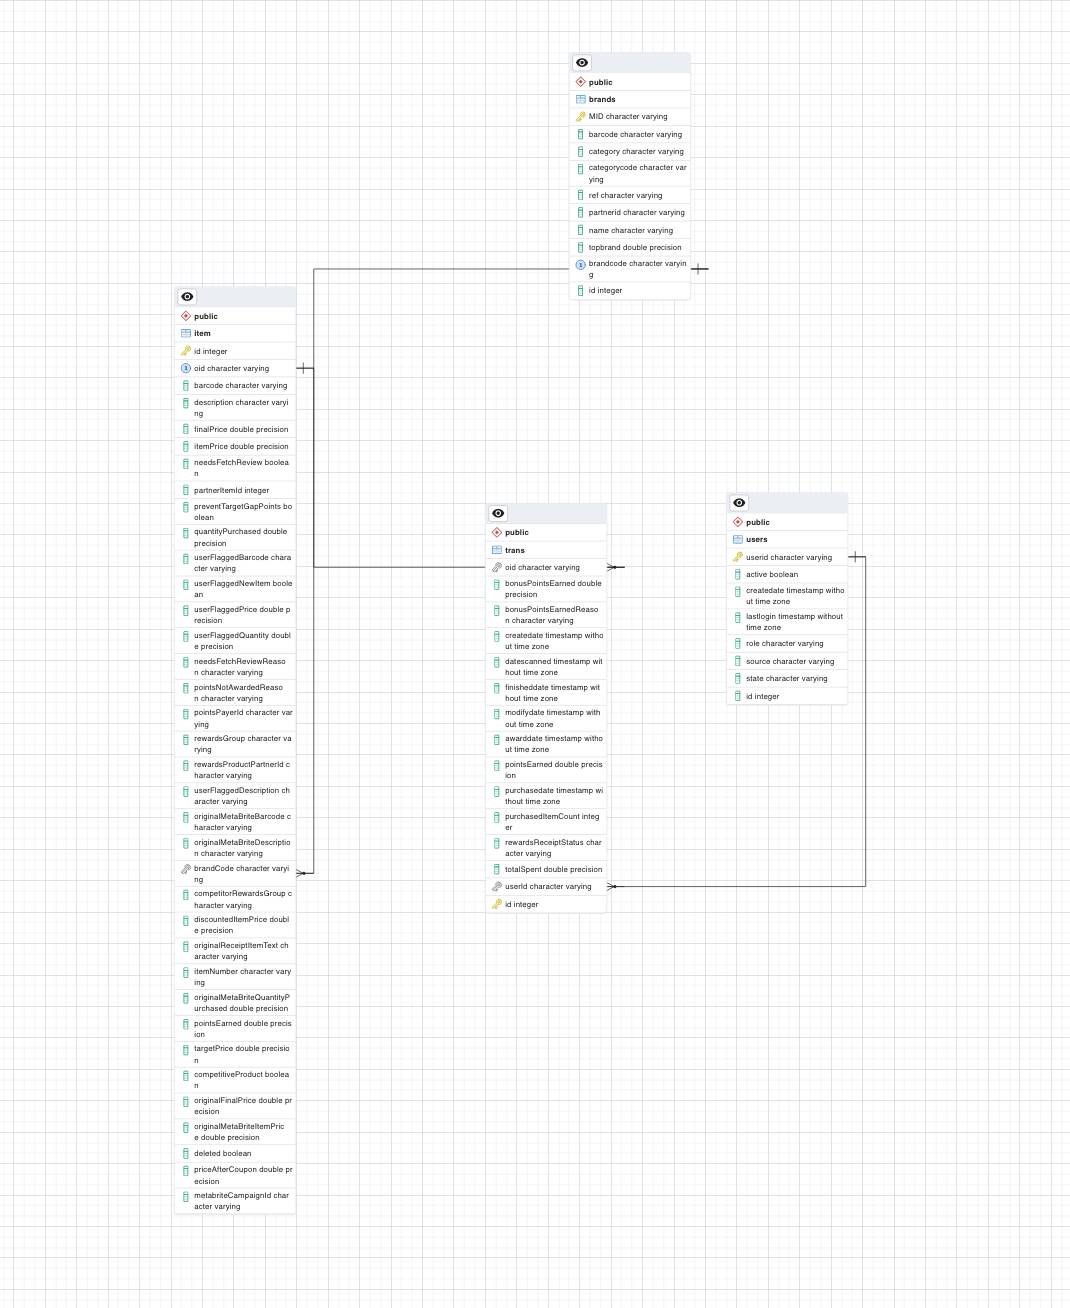 public
brands
MID character varying
barcode character varying
category character varying
categorycode character var
ying
ref character varying
partnerid character varying
name character varying
topbrand double precision
brandcode character varyin
g
id integer
public
item
id integer
oid character varying
barcode character varying
description character varyi
ng
finalPrice double precision
itemPrice double precision
needsFetchReview boolea
n
partnerItemId integer
preventTargetGapPoints bo
olean
quantityPurchased double
precision
userFlaggedBarcode chara
cter varying
userFlaggedNewItem boole
an
userFlaggedPrice double p
recision
userFlaggedQuantity doubl
e precision
needsFetchReviewReaso
n character varying
pointsNotAwardedReaso
n character varying
pointsPayerId character var
ying
rewardsGroup character va
rying
rewardsProductPartnerId c
haracter varying
userFlaggedDescription ch
aracter varying
originalMetaBriteBarcode c
haracter varying
originalMetaBriteDescriptio
n character varying
brandCode character varyi
ng
competitorRewardsGroup c
haracter varying
discountedItemPrice doubl
e precision
originalReceiptItemText ch
aracter varying
itemNumber character vary
ing
originalMetaBriteQuantityP
urchased double precision
pointsEarned double precis
ion
targetPrice double precisio
n
competitiveProduct boolea
n
originalFinalPrice double pr
ecision
originalMetaBriteItemPric
e double precision
deleted boolean
priceAfterCoupon double pr
ecision
metabriteCampaignId char
acter varying
public
trans
oid character varying
bonusPointsEarned double
precision
bonusPointsEarnedReaso
n character varying
createdate timestamp witho
ut time zone
datescanned timestamp wit
hout time zone
finisheddate timestamp wit
hout time zone
modifydate timestamp with
out time zone
awarddate timestamp witho
ut time zone
pointsEarned double precis
ion
purchasedate timestamp wi
thout time zone
purchasedItemCount integ
er
rewardsReceiptStatus char
acter varying
totalSpent double precision
userId character varying
id integer
public
users
userid character varying
active boolean
createdate timestamp witho
ut time zone
lastlogin timestamp without
time zone
role character varying
source character varying
state character varying
id integer